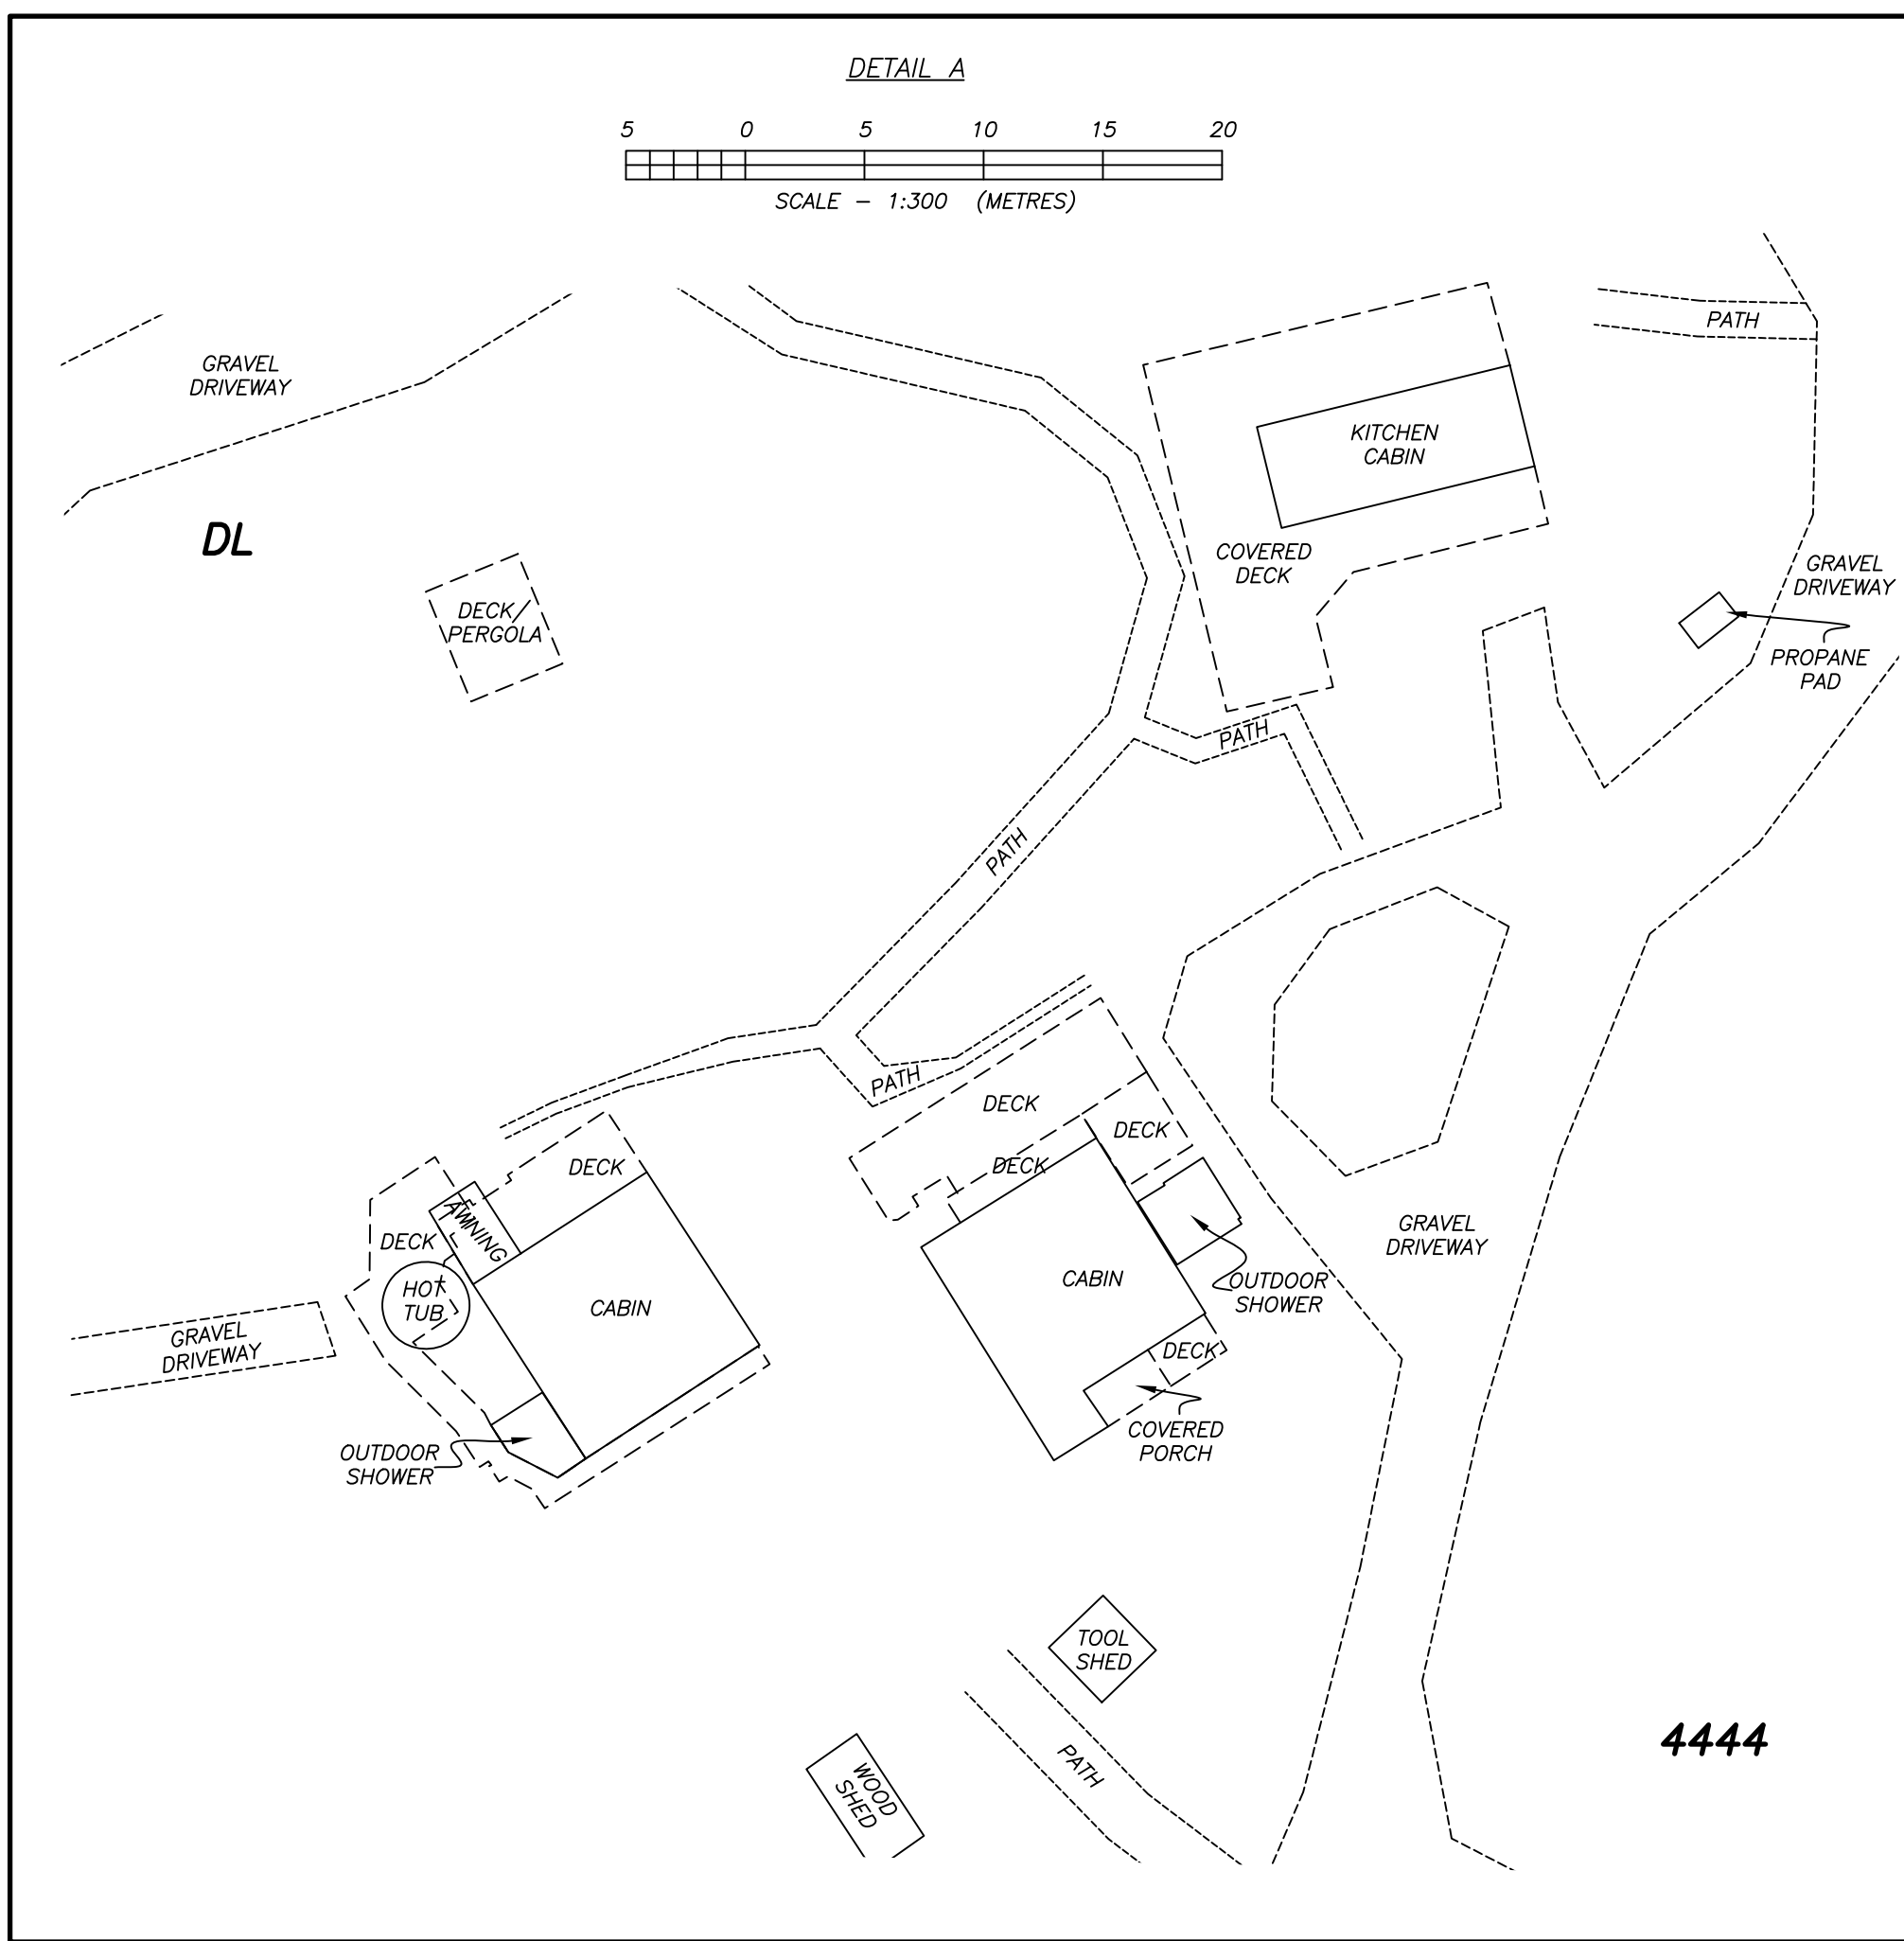 DETAIL A
5 0 5 10 15 20
SCALE - 1:300 (METRES)
PATH
GRAVEL
DRIVEWAY
KITCHEN
CABIN
DL
COVERED
DECK
GRAVEL
DRIVEWAY
DECK/
PERGOLA
PROPANE
PAD
PATH
PATH
PATH
DECK
DECK
DECK
DECK
AWNING
DECK
GRAVEL
DRIVEWAY
HOT
TUB
CABIN
CABIN
OUTDOOR
SHOWER
GRAVEL
DRIVEWAY
DECK
COVERED
PORCH
OUTDOOR
SHOWER
TOOL
SHED
4444
PATH
WOOD
SHED